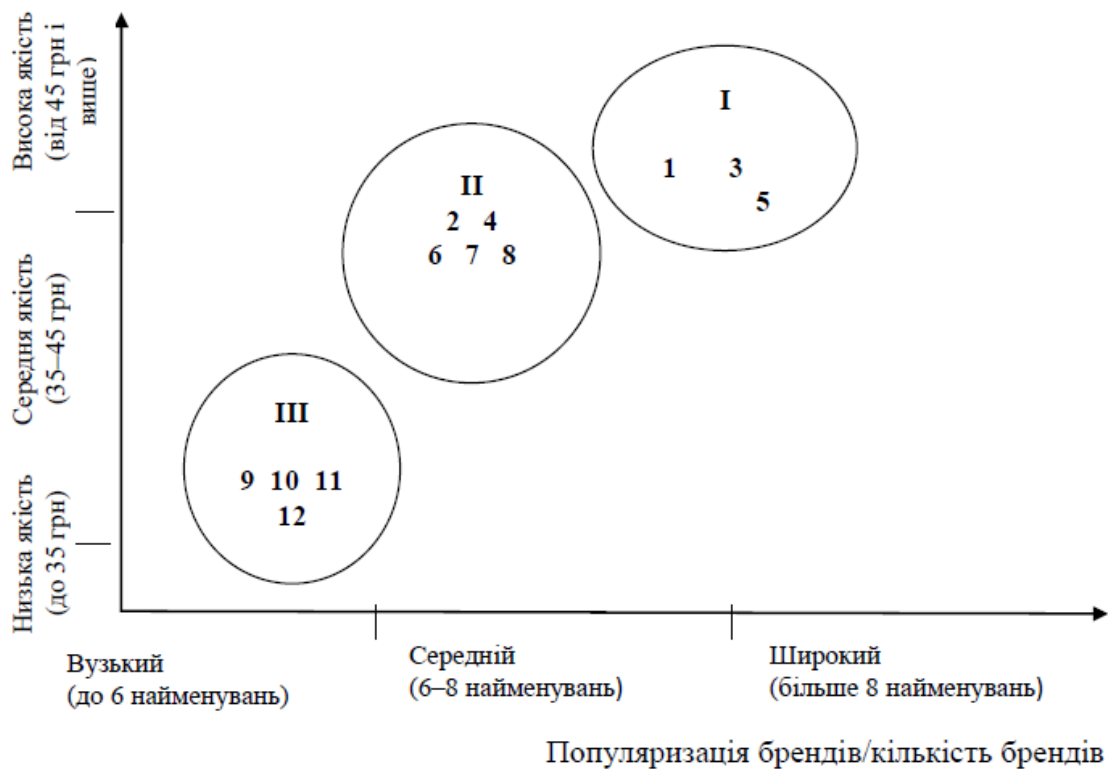 Висока якість
(від 45 грн і
вище)
Середня якість
(35–45 грн)
Низька якість
(до 35 грн)
I
1 3
5
II
2 4
6 7 8
III
9 10 11
12
Вузький
(до 6 найменувань)
Середній
(6–8 найменувань)
Широкий
(більше 8 найменувань)
Популяризація брендів/кількість брендів